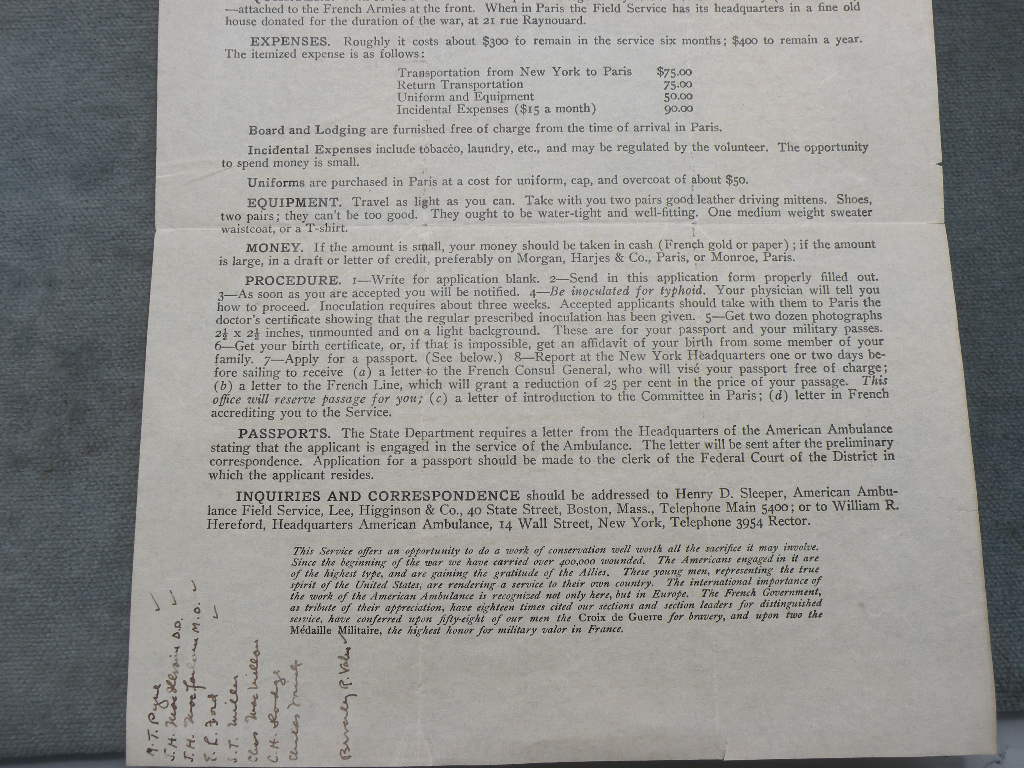 —attached to the French Armies at the front. When in Paris the Field Service has its headquarters in a fine old
house donated for the duration of the war, at 21 rue Raynouard.
EXPENSES. Roughly it costs about $300 to remain in the service six months; $400 to remain a year.
The itemized expense is as follows:
Transportation from New York to Paris $75.00
Return Transportation 75.00
Uniform and Equipment 50.00
Incidental Expenses ($15 a month) 90.00
Board and Lodging are furnished free of charge from the time of arrival in Paris.
Incidental Expenses include tobacco, laundry, etc., and may be regulated by the volunteer. The opportunity
to spend money is small.
Uniforms are purchased in Paris at a cost for uniform, cap, and overcoat of about $50.
EQUIPMENT. Travel as light as you can. Take with you two pairs good leather driving mittens. Shoes,
two pairs; they can't be too good. They ought to be water-tight and well-fitting. One medium weight sweater
waistcoat, or a T-shirt.
MONEY. If the amount is small, your money should be taken in cash (French gold or paper); if the amount
is large, in a draft or letter of credit, preferably on Morgan, Harjes & Co., Paris, or Monroe, Paris.
PROCEDURE. 1—Write for application blank. 2—Send in this application form properly filled out.
3—As soon as you are accepted you will be notified. 4—Be inoculated for typhoid. Your physician will tell you
how to proceed. Inoculation requires about three weeks. Accepted applicants should take with them to Paris the
doctor's certificate showing that the regular prescribed inoculation has been given. 5—Get two dozen photographs
2½ x 2½ inches, unmounted and on a light background. These are for your passport and your military passes.
6—Get your birth certificate, or, if that is impossible, get an affidavit of your birth from some member of your
family. 7—Apply for a passport. (See below.) 8—Report at the New York Headquarters one or two days be-
fore sailing to receive (a) a letter to the French Consul General, who will visé your passport free of charge;
(b) a letter to the French Line, which will grant a reduction of 25 per cent in the price of your passage. This
office will reserve passage for you; (c) a letter of introduction to the Committee in Paris; (d) letter in French
accrediting you to the Service.
PASSPORTS. The State Department requires a letter from the Headquarters of the American Ambulance
stating that the applicant is engaged in the service of the Ambulance. The letter will be sent after the preliminary
correspondence. Application for a passport should be made to the clerk of the Federal Court of the District in
which the applicant resides.
INQUIRIES AND CORRESPONDENCE should be addressed to Henry D. Sleeper, American Ambu-
lance Field Service, Lee, Higginson & Co., 40 State Street, Boston, Mass., Telephone Main 5400; or to William R.
Hereford, Headquarters American Ambulance, 14 Wall Street, New York, Telephone 3954 Rector.
This Service offers an opportunity to do a work of conservation well worth all the sacrifice it may involve.
Since the beginning of the war we have carried over 400,000 wounded. The Americans engaged in it are
of the highest type, and are gaining the gratitude of the Allies. These young men, representing the true
spirit of the United States, are rendering a service to their own country. The international importance of
the work of the American Ambulance is recognized not only here, but in Europe. The French Government,
as tribute of their appreciation, have eighteen times cited our sections and section leaders for distinguished
service, have conferred upon fifty-eight of our men the Croix de Guerre for bravery, and upon two the
Médaille Militaire, the highest honor for military valor in France.
T. Payne
J.H. D.D.
J.H. M.D.
E.L. Ford
J.T. Miller
Chas MacMillan
C.H.